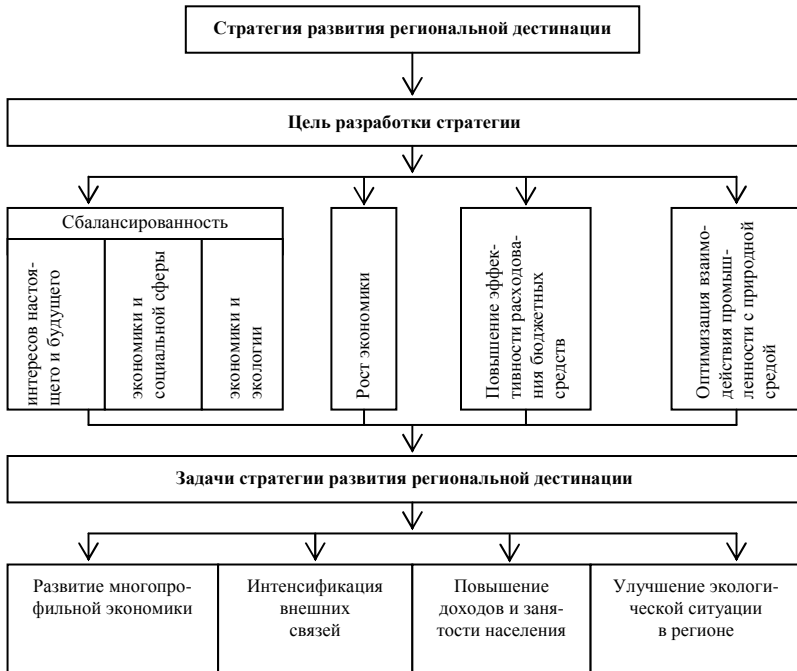 Стратегия развития региональной дестинации
Цель разработки стратегии
Сбалансированность
интересов настоя-
щего и будущего
экономики и
социальной сферы
экономики и
экологии
Рост экономики
Повышение эффек-
тивности расходова-
ния бюджетных
средств
Оптимизация взаимо-
действия промыш-
ленности с природной
средой
Задачи стратегии развития региональной дестинации
Развитие многопро-
фильной экономики
Интенсификация
внешних
связей
Повышение
доходов и заня-
тости населения
Улучшение экологи-
ческой ситуации
в регионе